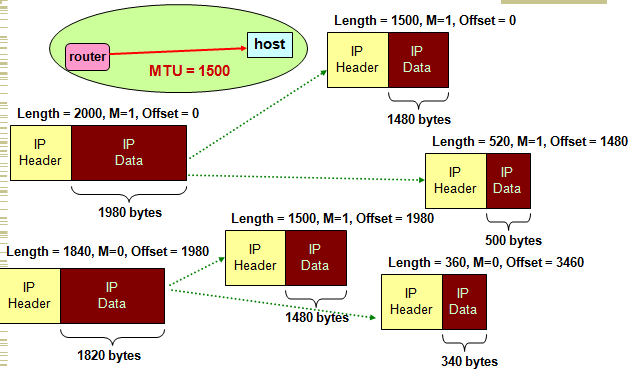 Length = 1500, M=1, Offset = 0
router
host
MTU = 1500
IP
Header
IP
Data
1480 bytes
Length = 2000, M=1, Offset = 0
IP
Header
IP
Data
1980 bytes
Length = 520, M=1, Offset = 1480
IP
Header
IP
Data
500 bytes
Length = 1500, M=1, Offset = 1980
IP
Header
IP
Data
1480 bytes
Length = 1840, M=0, Offset = 1980
IP
Header
IP
Data
1820 bytes
Length = 360, M=0, Offset = 3460
IP
Header
IP
Data
340 bytes